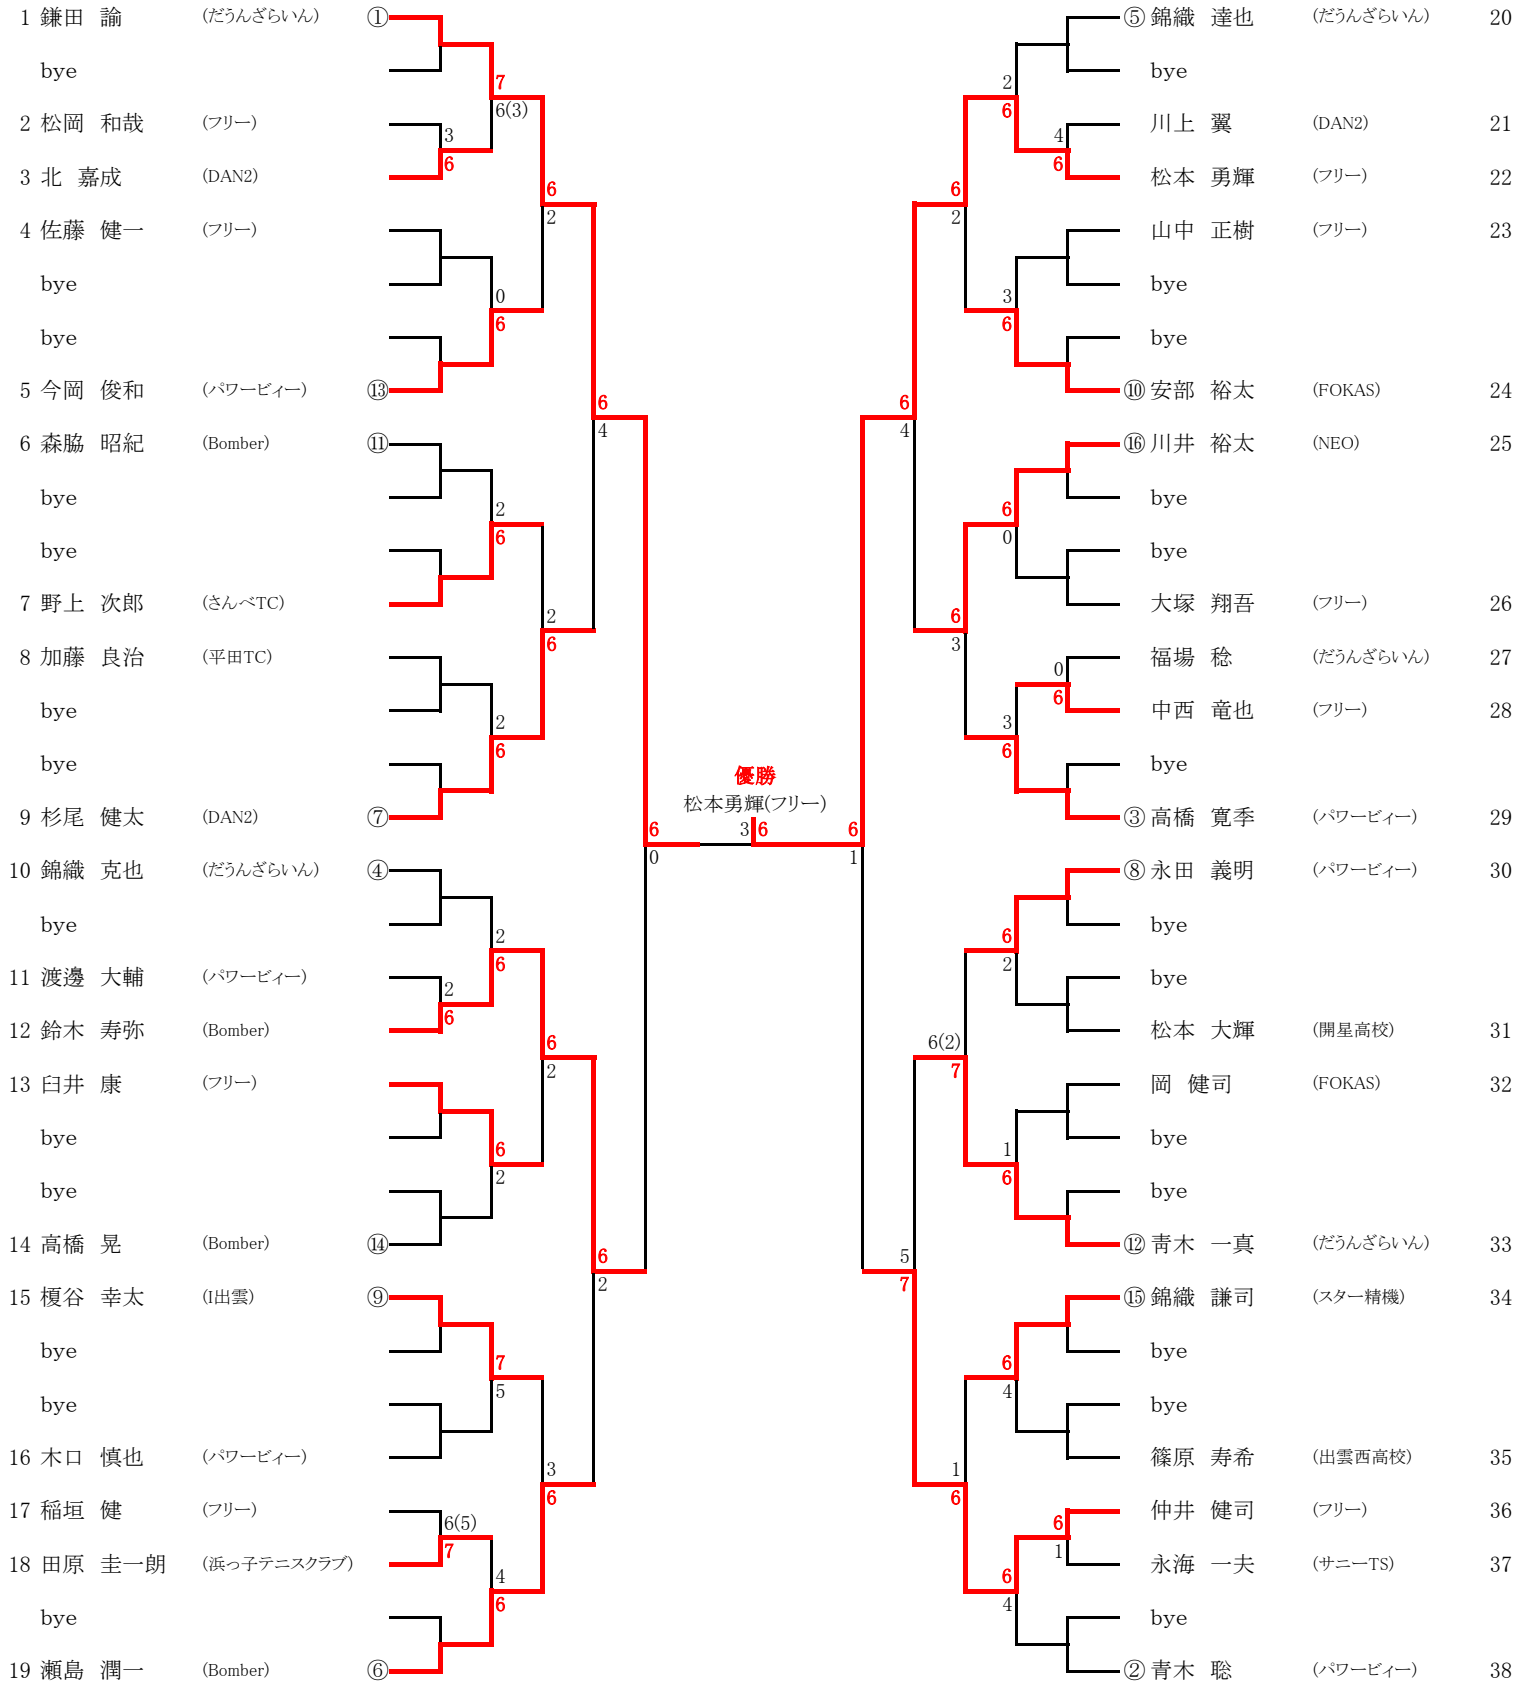 1 鎌田 諭 (だうんざらいん) ① ⑤ 錦織 達也 (だうんざらいん) 20
bye bye
7 2
6(3) 6
2 松岡 和哉 (フリー) 川上 翼 (DAN2) 21
3 4
6 6
3 北 嘉成 (DAN2) 松本 勇輝 (フリー) 22
6 6
2 2
4 佐藤 健一 (フリー) 山中 正樹 (フリー) 23
bye bye
0 3
6 6
bye bye
5 今岡 俊和 (パワービィー) ⑬ ⑩ 安部 裕太 (FOKAS) 24
6 6
4 4
6 森脇 昭紀 (Bomber) ⑪ ⑯ 川井 裕太 (NEO) 25
bye bye
2 6
6 0
bye bye
7 野上 次郎 (さんべTC) 大塚 翔吾 (フリー) 26
2 6
6 3
8 加藤 良治 (平田TC) 福場 稔 (だうんざらいん) 27
0
6
bye 中西 竜也 (フリー) 28
2 3
6 6
bye bye
優勝
松本勇輝(フリー)
9 杉尾 健太 (DAN2) ⑦ ③ 高橋 寛季 (パワービィー) 29
6 3 6 6
0 1
10 錦織 克也 (だうんざらいん) ④ ⑧ 永田 義明 (パワービィー) 30
bye bye
2 6
6 2
11 渡邊 大輔 (パワービィー) bye
2
6
12 鈴木 寿弥 (Bomber) 松本 大輝 (開星高校) 31
6 6(2)
2 7
13 臼井 康 (フリー) 岡 健司 (FOKAS) 32
bye bye
6 1
2 6
bye bye
14 高橋 晃 (Bomber) ⑭ ⑫ 青木 一真 (だうんざらいん) 33
6 5
2 7
15 榎谷 幸太 (I出雲) ⑨ ⑮ 錦織 謙司 (スター精機) 34
bye bye
7 6
5 4
bye bye
16 木口 慎也 (パワービィー) 篠原 寿希 (出雲西高校) 35
3 1
6 6
17 稲垣 健 (フリー) 仲井 健司 (フリー) 36
6(5) 6
7 1
18 田原 圭一朗 (浜っ子テニスクラブ) 永海 一夫 (サニーTS) 37
4 6
6 4
bye bye
19 瀬島 潤一 (Bomber) ⑥ ② 青木 聡 (パワービィー) 38